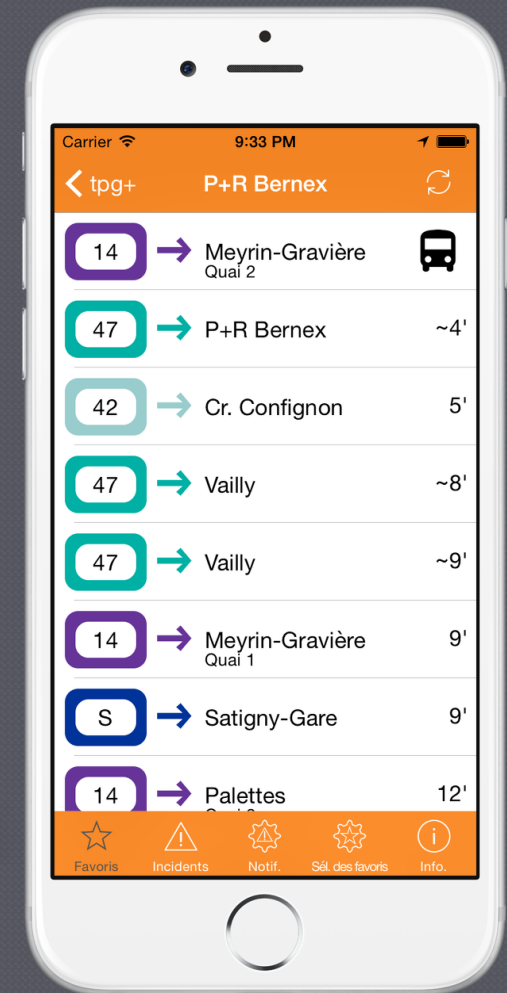 Carrier 9:33 PM
tpg+ P+R Bernex
14 Meyrin-Gravière
Quai 2
47 P+R Bernex ~4'
42 Cr. Confignon 5'
47 Vailly ~8'
47 Vailly ~9'
14 Meyrin-Gravière 9'
Quai 1
S Satigny-Gare 9'
14 Palettes 12'
Favoris Incidents Notif. Sél. des favoris Info.